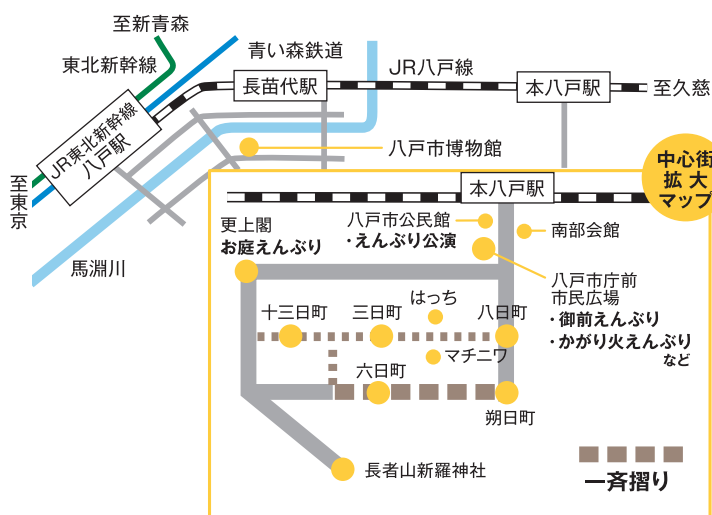 至新青森
東北新幹線
青い森鉄道
JR八戸線
長苗代駅
本八戸駅
至久慈
JR東北新幹線
八戸駅
八戸市博物館
至東京
馬淵川
中心街
拡大
マップ
本八戸駅
更上閣
お庭えんぶり
八戸市公民館
・えんぶり公演
南部会館
八戸市庁前
市民広場
・御前えんぶり
・かがり火えんぶり
など
はっち
十三日町
三日町
八日町
マチニワ
六日町
朔日町
長者山新羅神社
一斉摺り